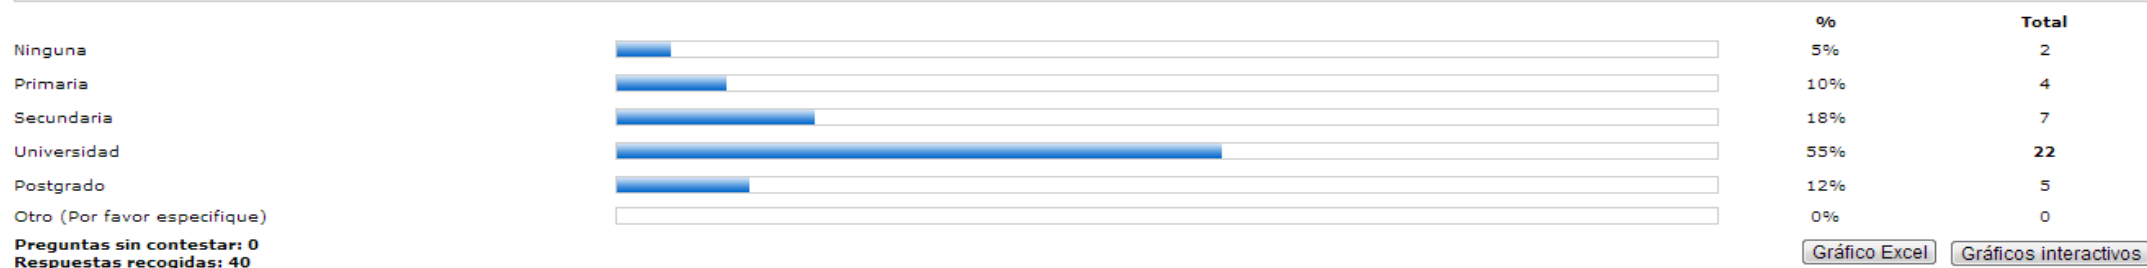 % Total
Ninguna 5% 2
Primaria 10% 4
Secundaria 18% 7
Universidad 55% 22
Postgrado 12% 5
Otro (Por favor especifique) 0% 0
Preguntas sin contestar: 0
Gráfico Excel Gráficos interactivos
Respuestas recogidas: 40